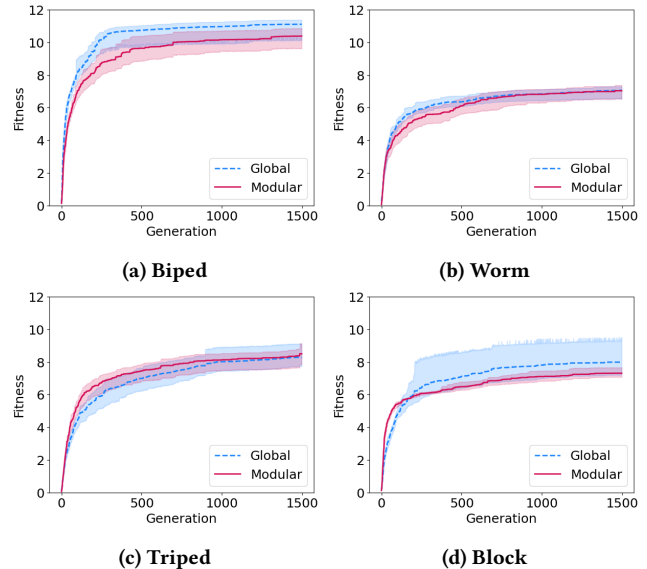 12
10
8
6
4
2
0
Fitness
Global
Modular
0 500 1000 1500
Generation
(a) Biped
12
10
8
6
4
2
0
Fitness
Global
Modular
0 500 1000 1500
Generation
(b) Worm
12
10
8
6
4
2
0
Fitness
Global
Modular
0 500 1000 1500
Generation
(c) Triped
12
10
8
6
4
2
0
Fitness
Global
Modular
0 500 1000 1500
Generation
(d) Block